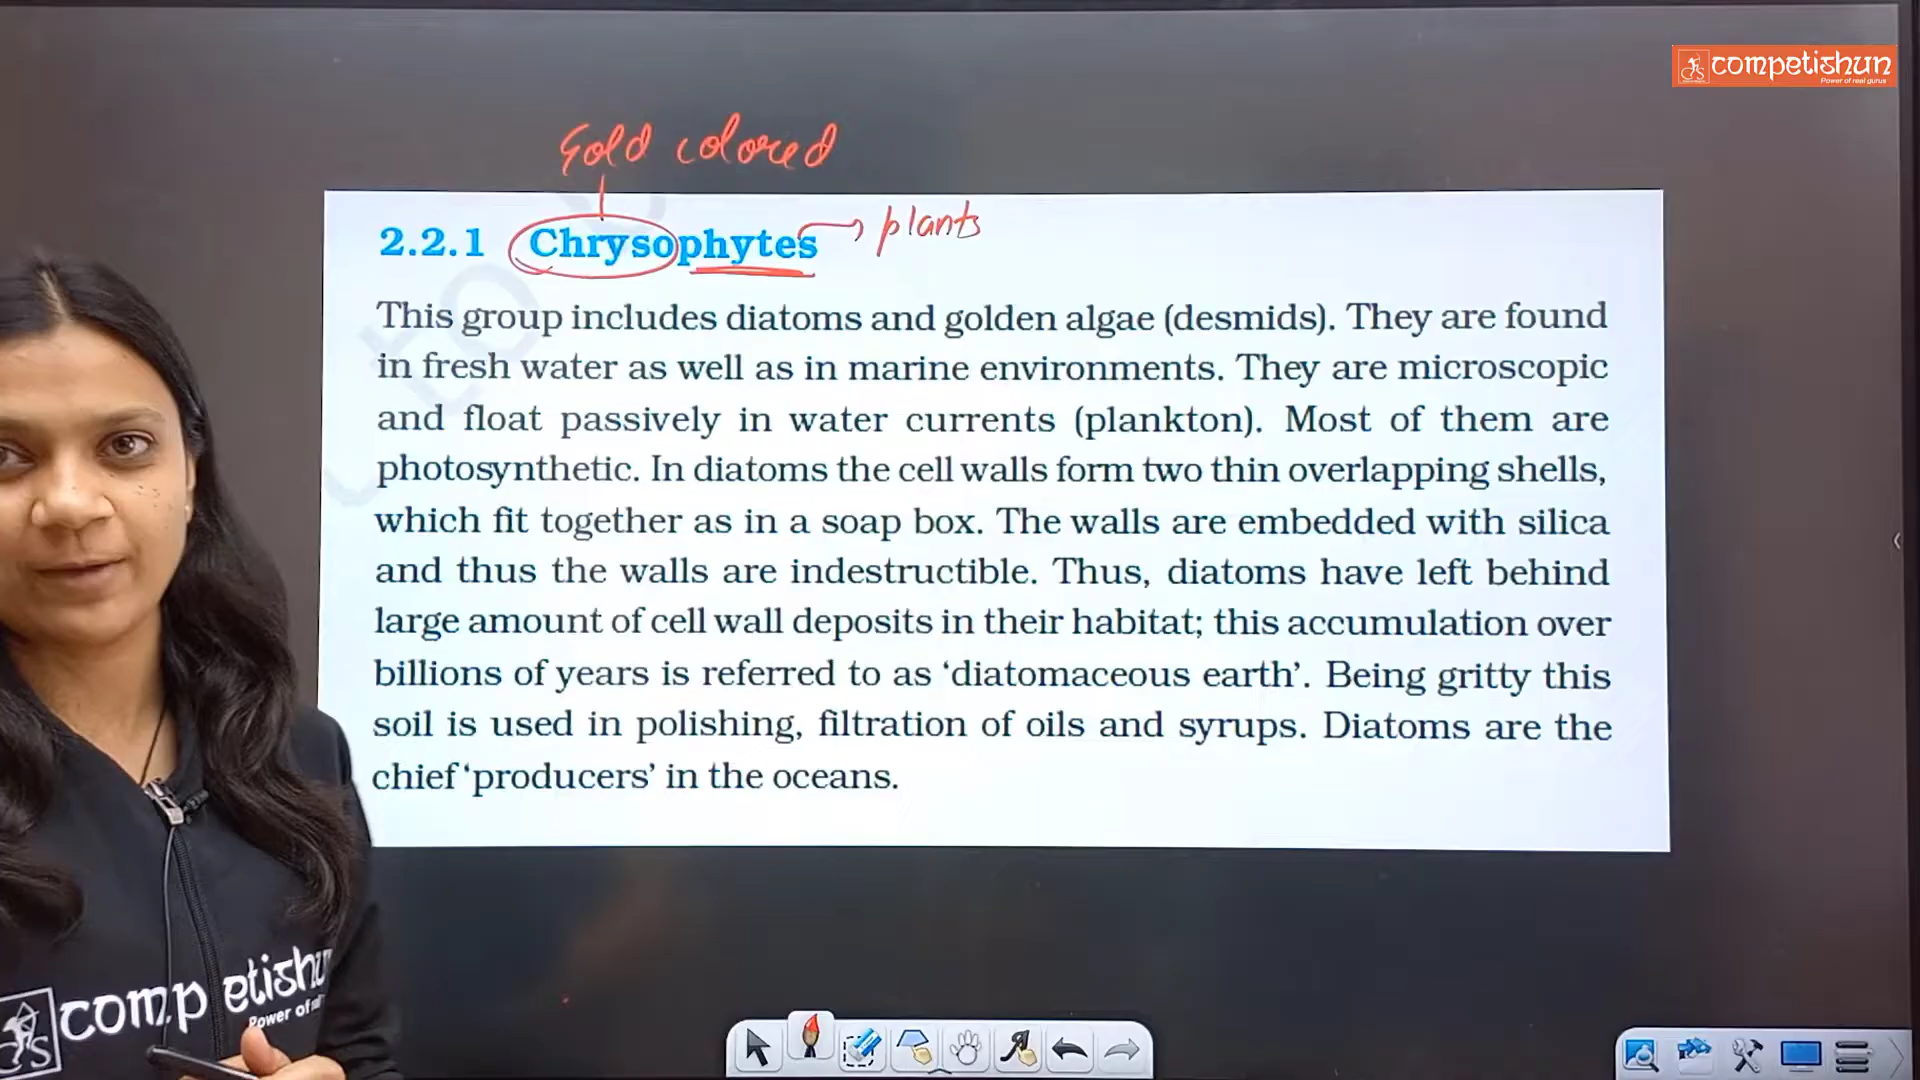 competishun
Power of real gurus
Gold colored
2.2.1 Chrysophytes
plants
This group includes diatoms and golden algae (desmids). They are found
in fresh water as well as in marine environments. They are microscopic
and float passively in water currents (plankton). Most of them are
photosynthetic. In diatoms the cell walls form two thin overlapping shells,
which fit together as in a soap box. The walls are embedded with silica
and thus the walls are indestructible. Thus, diatoms have left behind
large amount of cell wall deposits in their habitat; this accumulation over
billions of years is referred to as ‘diatomaceous earth’. Being gritty this
soil is used in polishing, filtration of oils and syrups. Diatoms are the
chief ‘producers’ in the oceans.
competishu
Power of